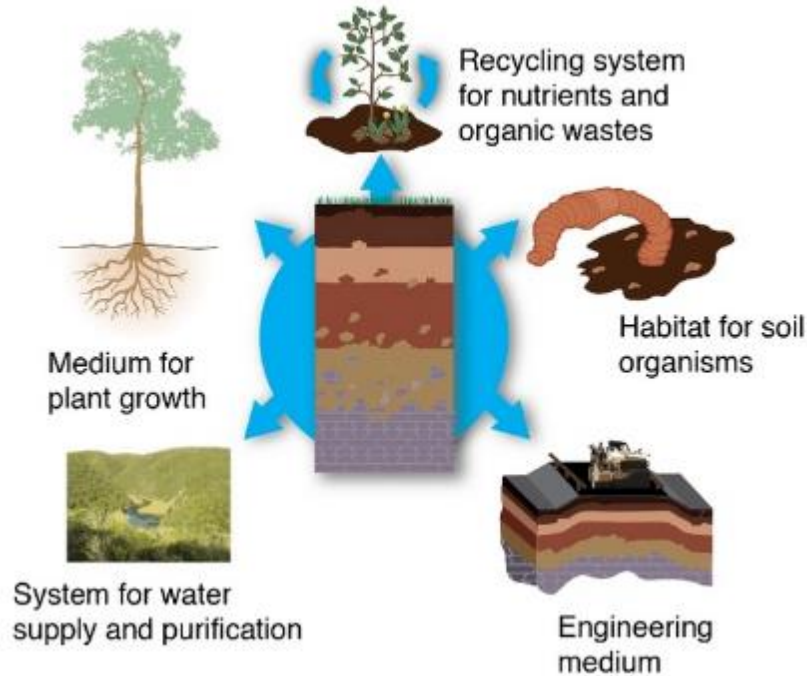 Recycling system
for nutrients and
organic wastes
Medium for
plant growth
Habitat for soil
organisms
System for water
supply and purification
Engineering
medium